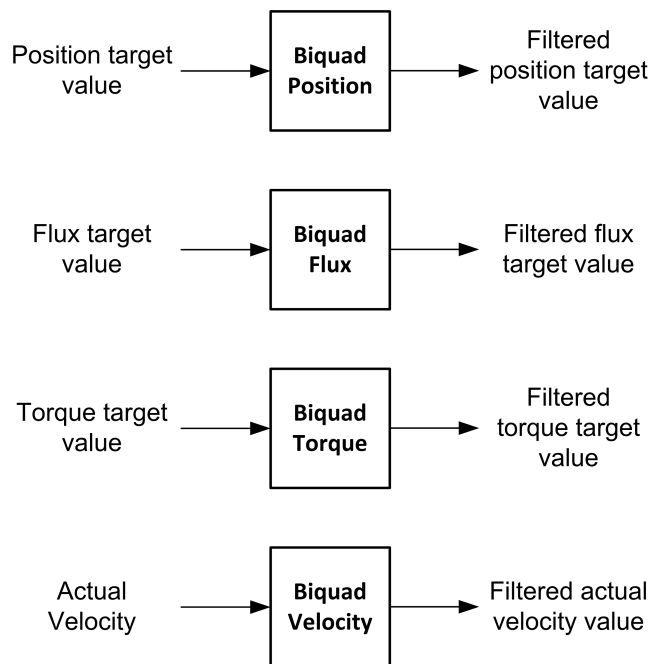 Position target
value
Biquad
Position
Filtered
position target
value
Flux target
value
Biquad
Flux
Filtered flux
target value
Torque target
value
Biquad
Torque
Filtered
torque target
value
Actual
Velocity
Biquad
Velocity
Filtered actual
velocity value